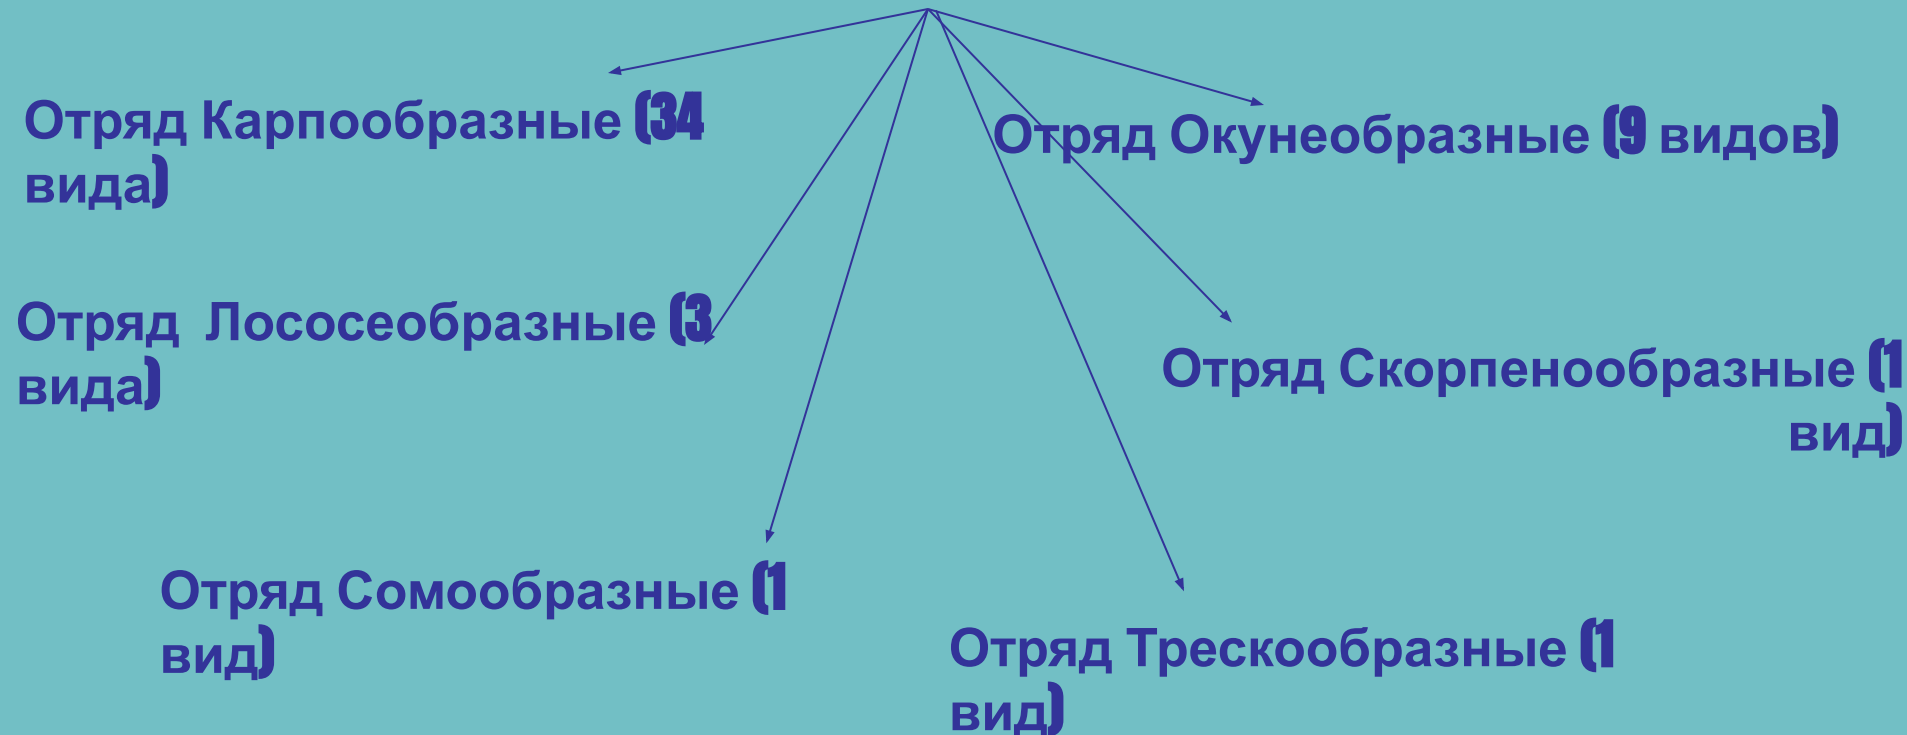 Отряд Карпообразные (34
вида)
Отряд Окунеобразные (9 видов)
Отряд Лососеобразные (3
вида)
Отряд Скорпенообразные (1
вид)
Отряд Сомообразные (1
вид)
Отряд Трескообразные (1
вид)